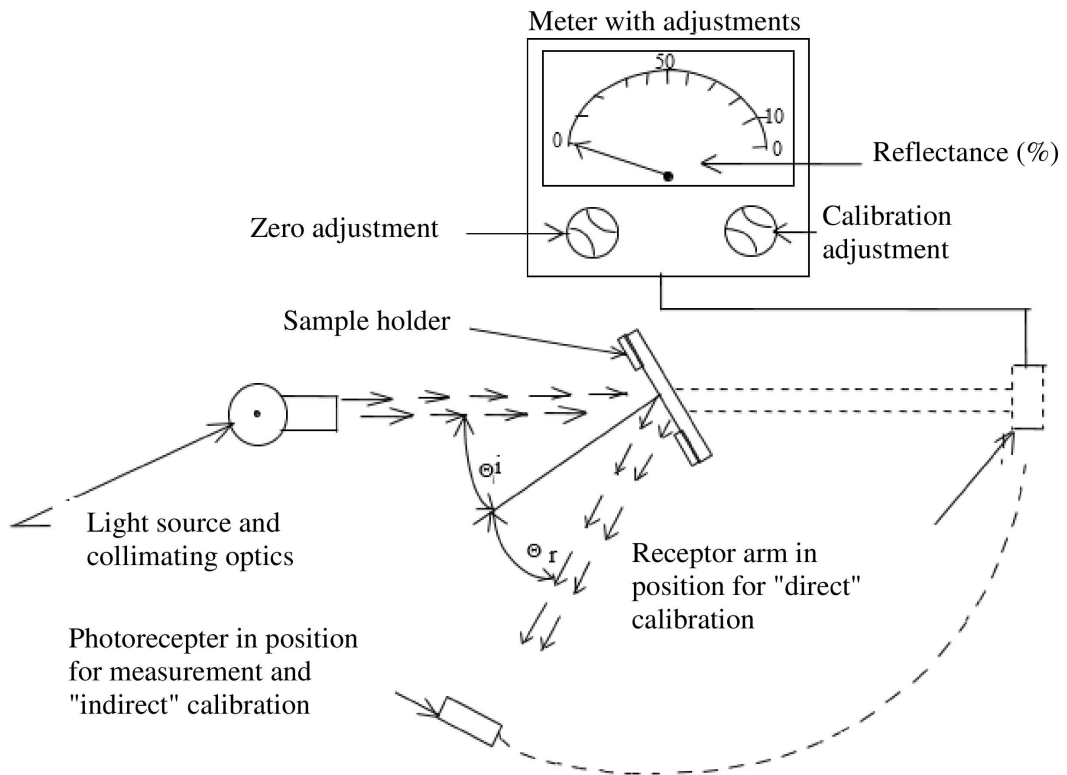 Meter with adjustments
50
0
10
0
Reflectance (%)
Zero adjustment
Calibration
adjustment
Sample holder
Θi
Θ r
Light source and
collimating optics
Receptor arm in
position for "direct"
calibration
Photorecepter in position
for measurement and
"indirect" calibration